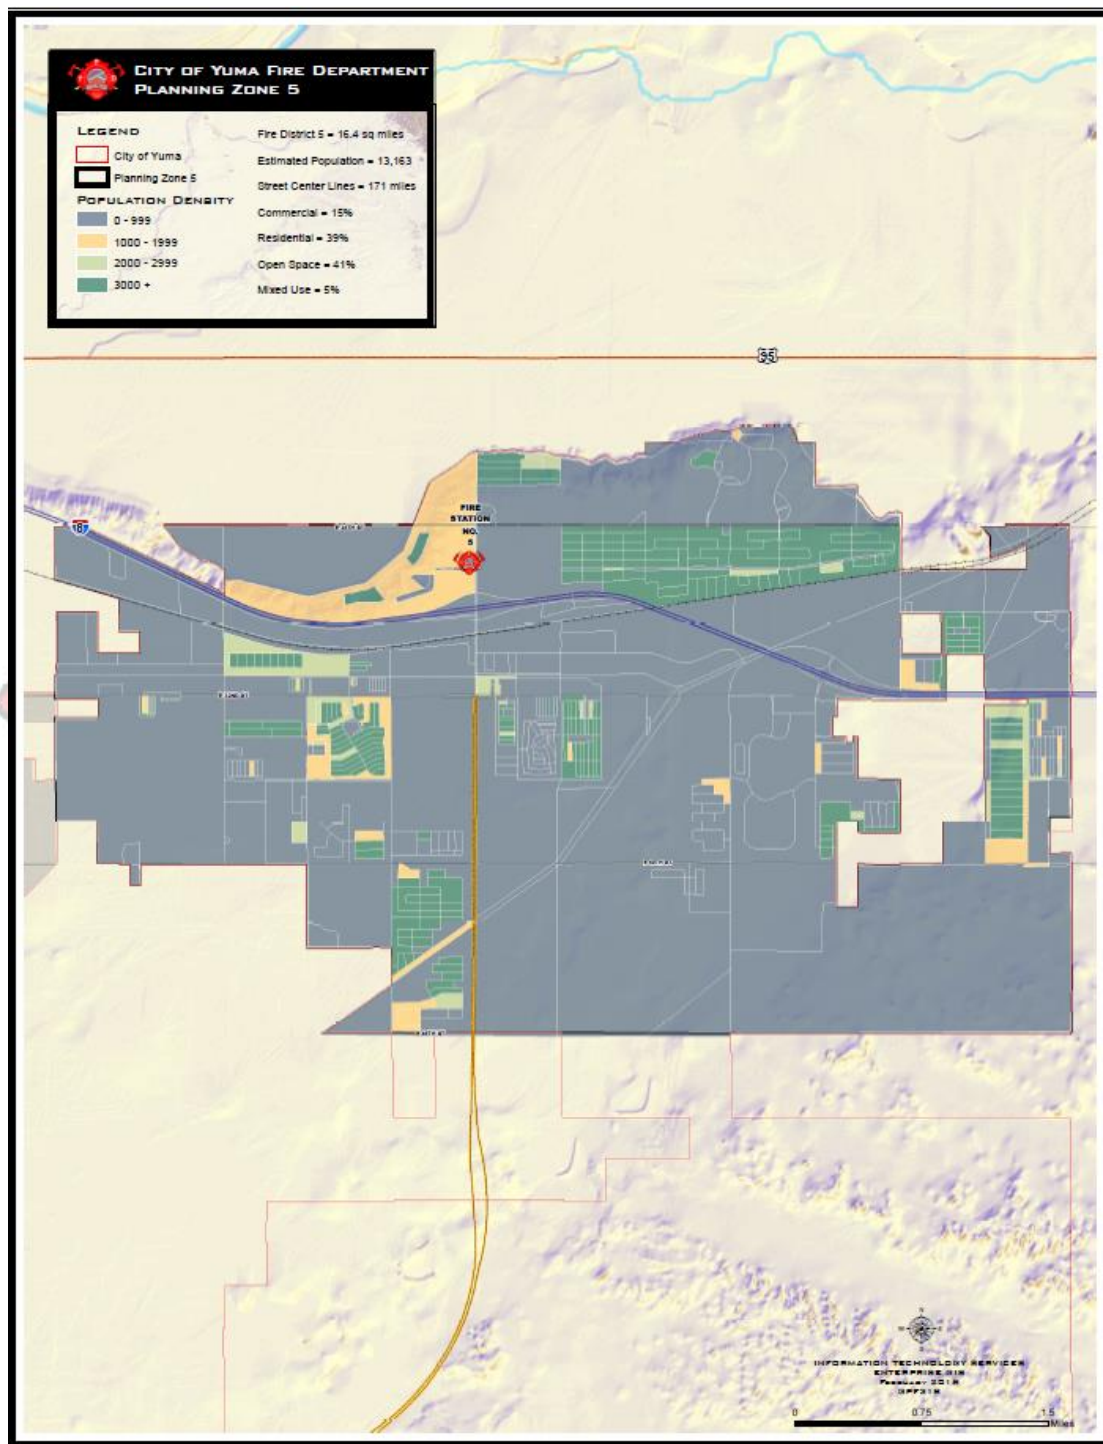 CITY OF YUMA FIRE DEPARTMENT
PLANNING ZONE 5
LEGEND
City of Yuma
Planning Zone 5
POPULATION DENSITY
0 - 999
1000 - 1999
2000 - 2999
3000 +
Fire District 5 = 16.4 sq miles
Estimated Population = 13,163
Street Center Lines = 171 miles
Commercial = 15%
Residential = 39%
Open Space = 41%
Mixed Use = 5%
95
8
FIRE
STATION
NO.
5
N
W E
S
INFORMATION TECHNOLOGY SERVICES
ENTERPRISE GIS
0 0.75 1.5
Miles